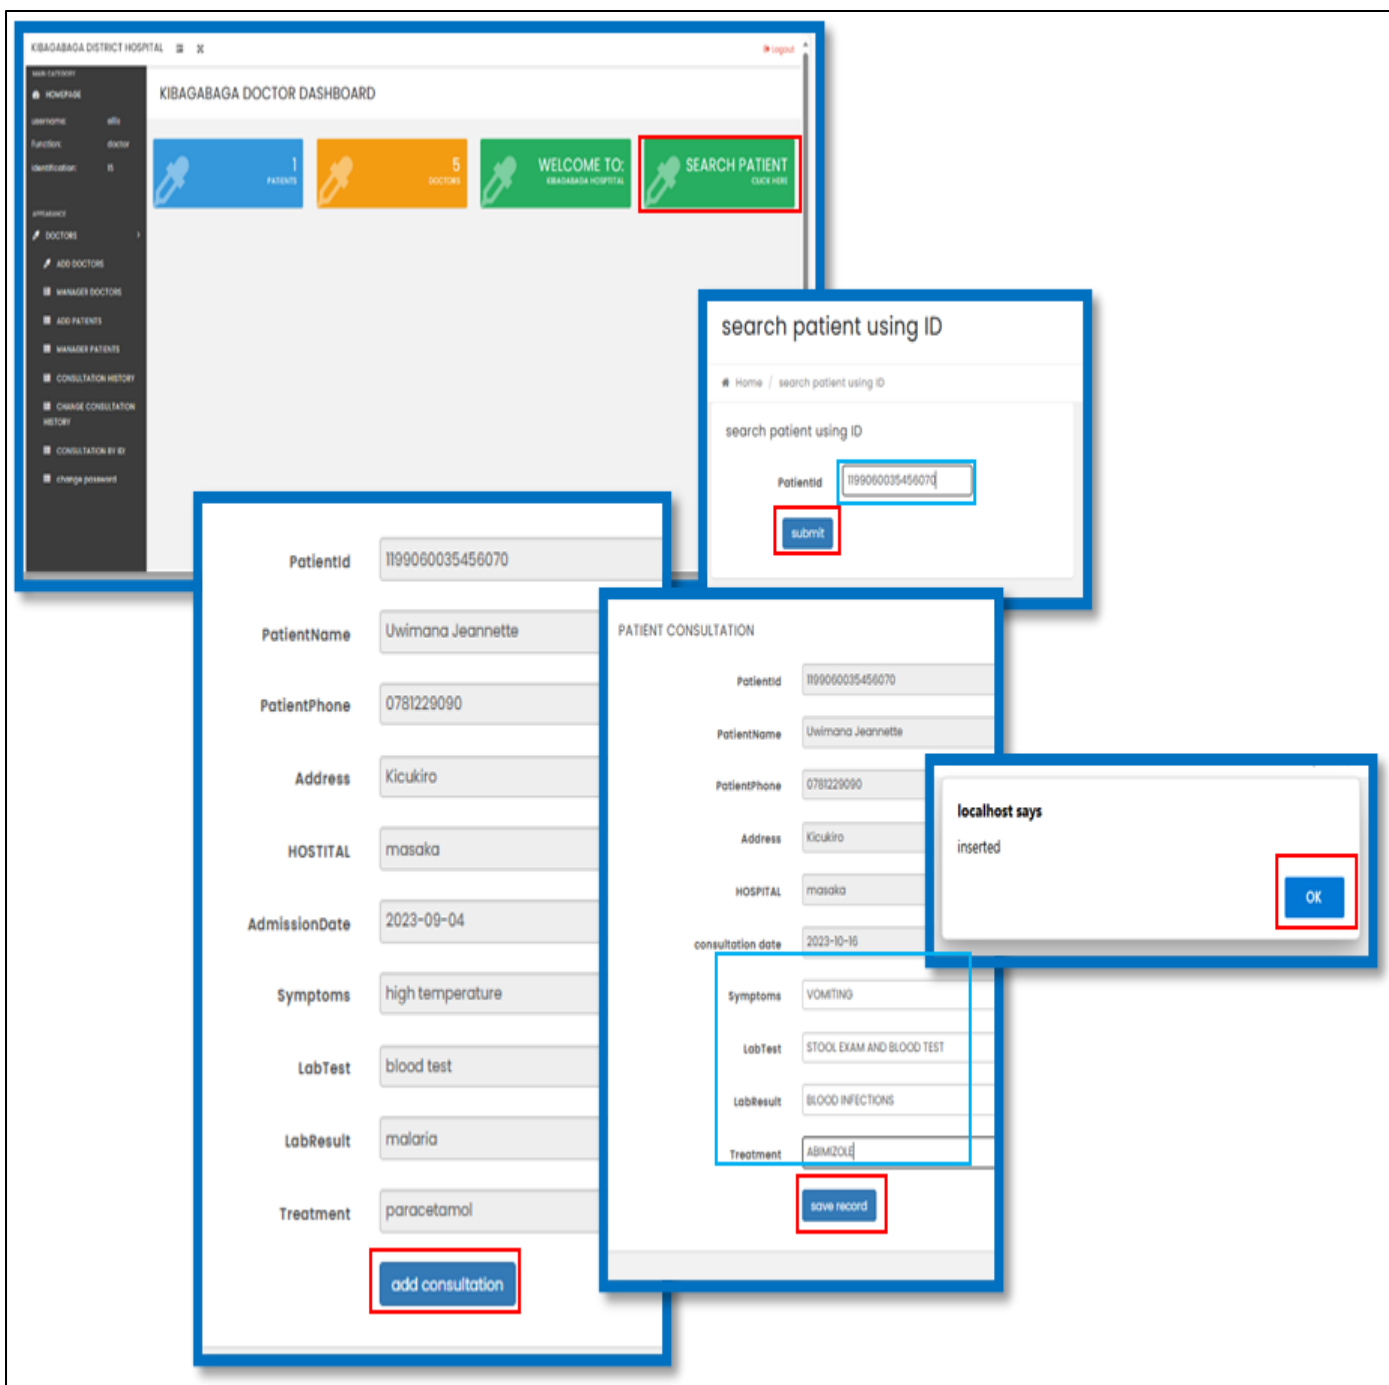 KIBAGABAGA DISTRICT HOSPITAL
Logout
MAIN CATEGORY
HOMEPAGE
username: ellis
Function: doctor
identification: 15
APPEARANCE
DOCTORS
ADD DOCTORS
MANAGER DOCTORS
ADD PATIENTS
MANAGER PATIENTS
CONSULTATION HISTORY
CHANGE CONSULTATION
HISTORY
CONSULTATION BY ID
change password
KIBAGABAGA DOCTOR DASHBOARD
1
PATIENTS
5
DOCTORS
WELCOME TO:
KIBAGABAGA HOSPTITAL
SEARCH PATIENT
CLICK HERE
search patient using ID
Home / search patient using ID
search patient using ID
PatientId 1199060035456070
submit
PatientId 1199060035456070
PatientName Uwimana Jeannette
PatientPhone 0781229090
Address Kicukiro
HOSTITAL masaka
AdmissionDate 2023-09-04
Symptoms high temperature
LabTest blood test
LabResult malaria
Treatment paracetamol
add consultation
PATIENT CONSULTATION
PatientId 1199060035456070
PatientName Uwimana Jeannette
PatientPhone 0781229090
Address Kicukiro
HOSPITAL masaka
consultation date 2023-10-16
Symptoms VOMITING
LabTest STOOL EXAM AND BLOOD TEST
LabResult BLOOD INFECTIONS
Treatment ABIMIZOLE
save record
localhost says
inserted
OK